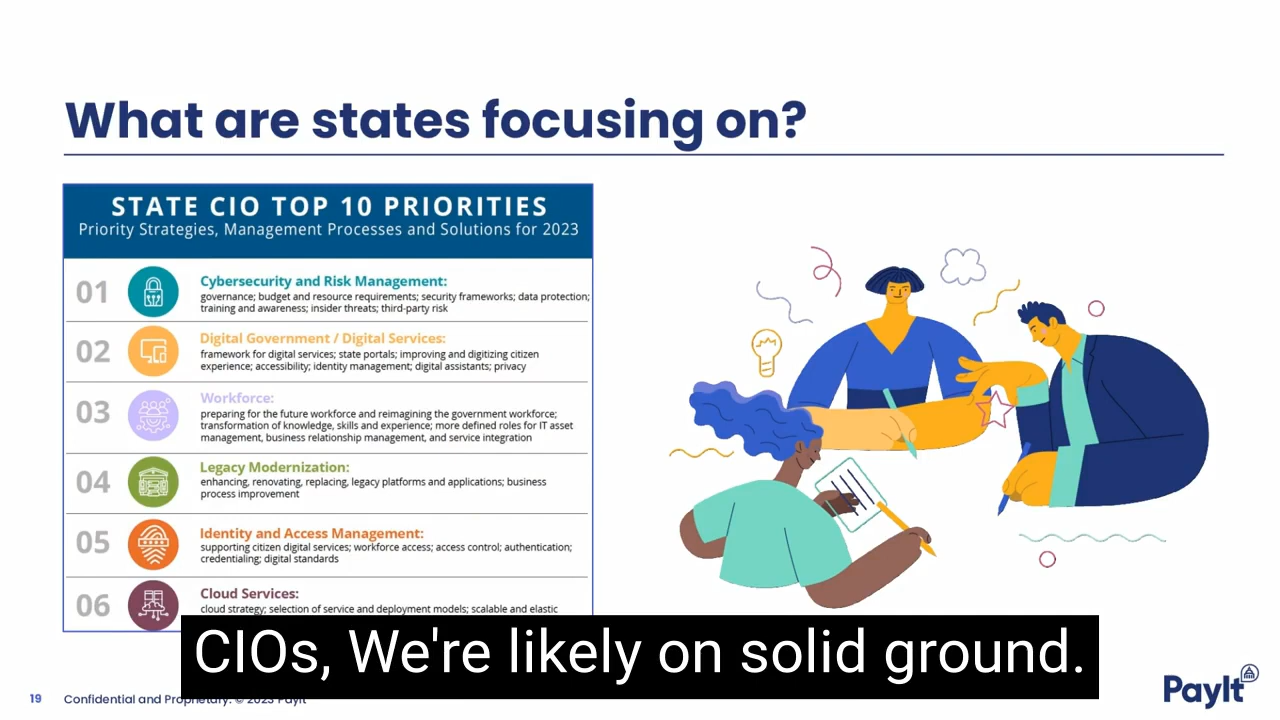 What are states focusing on?
STATE CIO TOP 10 PRIORITIES
Priority Strategies, Management Processes and Solutions for 2023
01
Cybersecurity and Risk Management:
governance; budget and resource requirements; security frameworks; data protection;
training and awareness; insider threats; third-party risk
02
Digital Government / Digital Services:
framework for digital services; state portals; improving and digitizing citizen
experience; accessibility; identity management; digital assistants; privacy
03
Workforce:
preparing for the future workforce and reimagining the government workforce;
transformation of knowledge, skills and experience; more defined roles for IT asset
management, business relationship management, and service integration
04
Legacy Modernization:
enhancing, renovating, replacing, legacy platforms and applications; business
process improvement
05
Identity and Access Management:
supporting citizen digital services; workforce access; access control; authentication;
credentialing; digital standards
06
Cloud Services:
cloud strategy; selection of service and deployment models; scalable and elastic
CIOs, We're likely on solid ground.
19 Confidential and Proprietary. © 2023 PayIt
PayIt